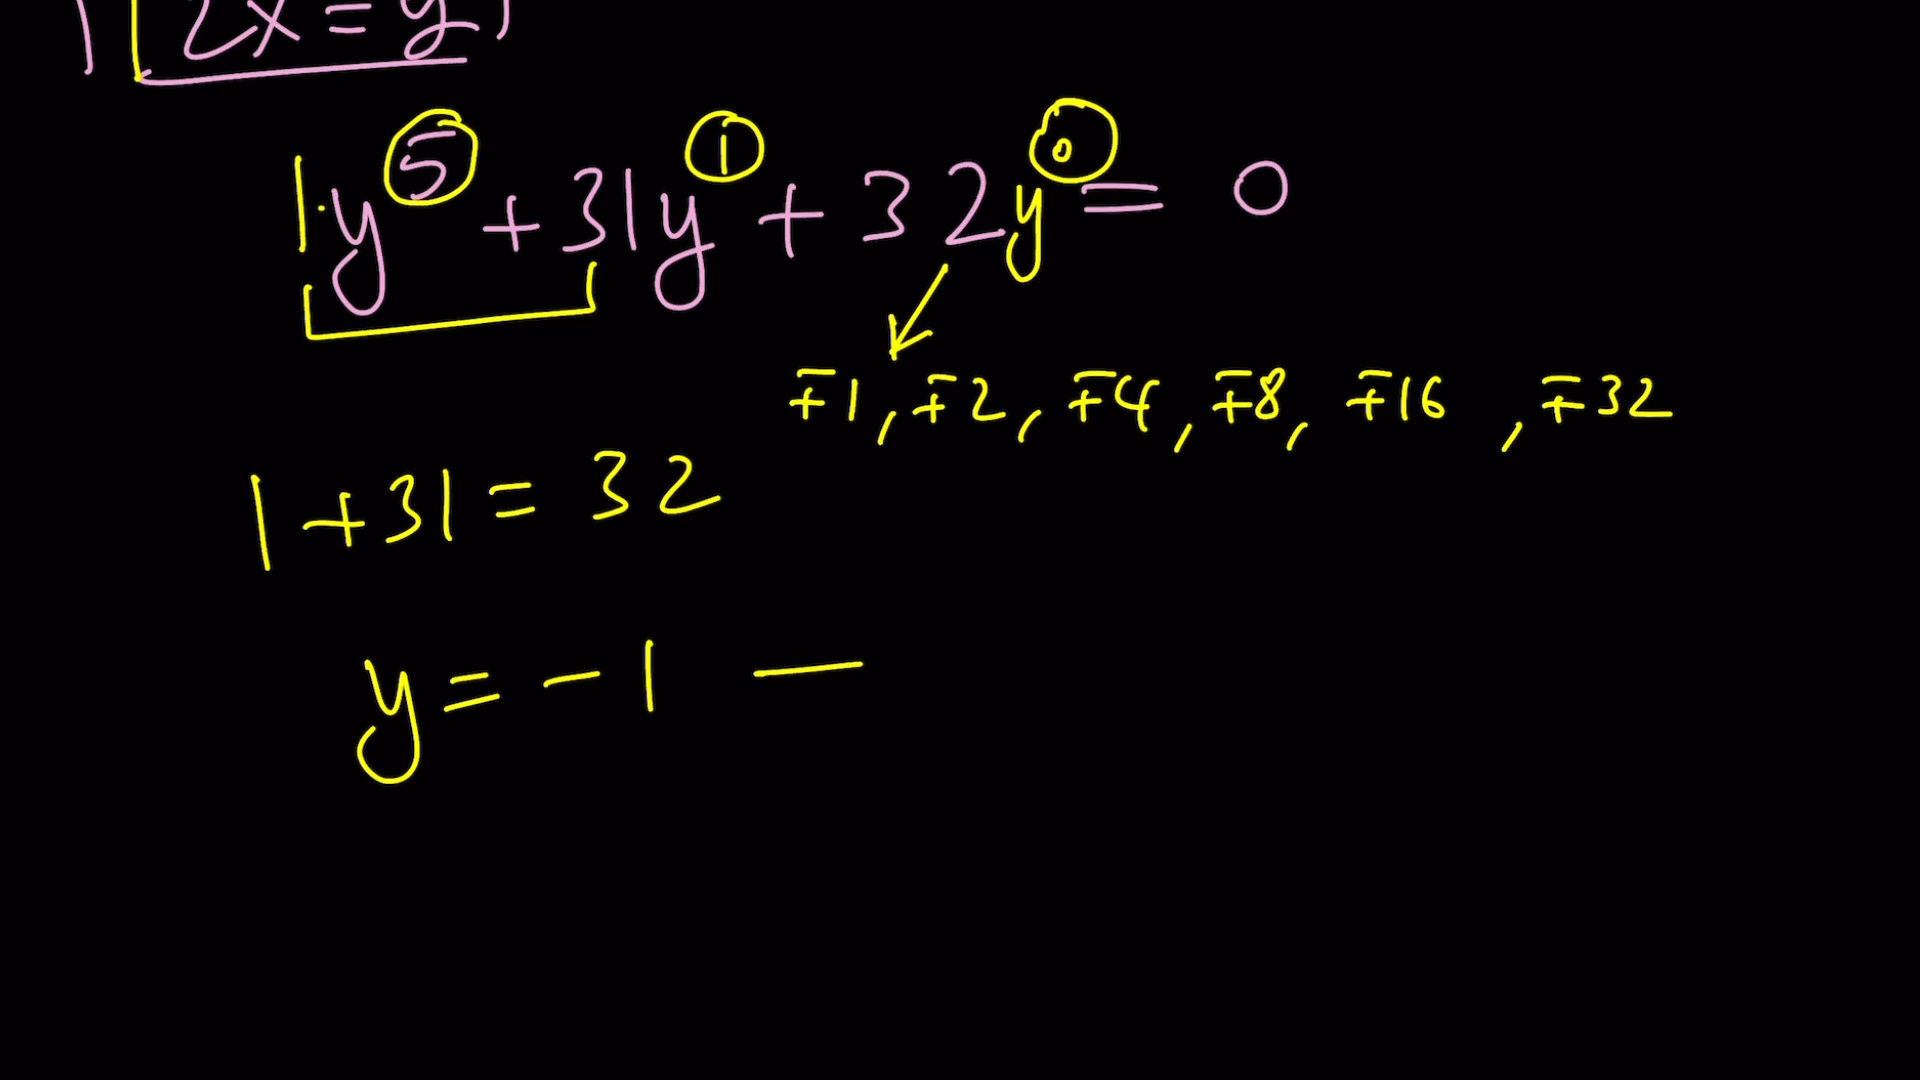 2x = y
1·y⁵ + 31y¹ + 32y⁰ = 0
∓1, ∓2, ∓4, ∓8, ∓16, ∓32
1 + 31 = 32
y = -1 —